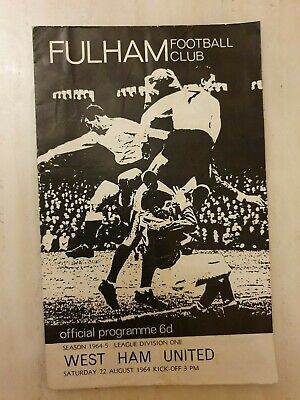 FULHAM FOOTBALL
CLUB
official programme 6d
SEASON 1964-5 LEAGUE DIVISION ONE
WEST HAM UNITED
SATURDAY 22 AUGUST 1964 KICK-OFF 3 PM